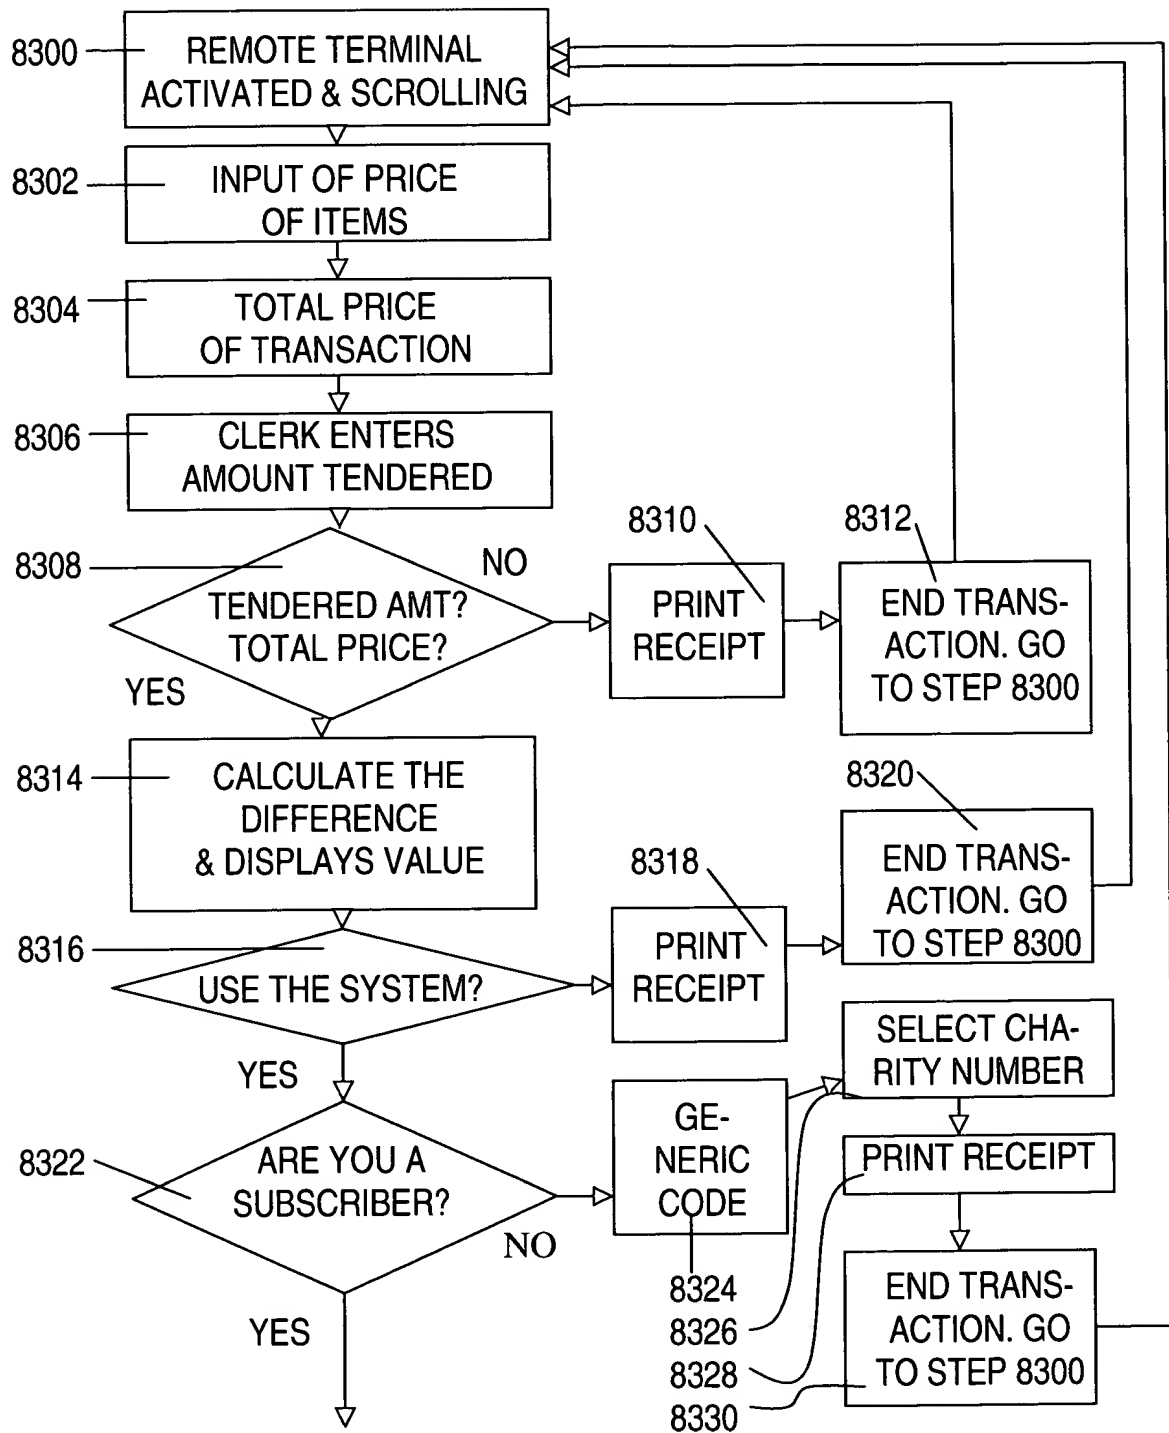 8300
REMOTE TERMINAL
ACTIVATED & SCROLLING
8302
INPUT OF PRICE
OF ITEMS
8304
TOTAL PRICE
OF TRANSACTION
8306
CLERK ENTERS
AMOUNT TENDERED
8308
TENDERED AMT?
TOTAL PRICE?
NO
YES
8310
PRINT
RECEIPT
8312
END TRANS-
ACTION. GO
TO STEP 8300
8314
CALCULATE THE
DIFFERENCE
& DISPLAYS VALUE
8316
USE THE SYSTEM?
YES
8318
PRINT
RECEIPT
8320
END TRANS-
ACTION. GO
TO STEP 8300
8322
ARE YOU A
SUBSCRIBER?
NO
YES
GE-
NERIC
CODE
8324
SELECT CHA-
RITY NUMBER
8326
PRINT RECEIPT
8328
END TRANS-
ACTION. GO
TO STEP 8300
8330